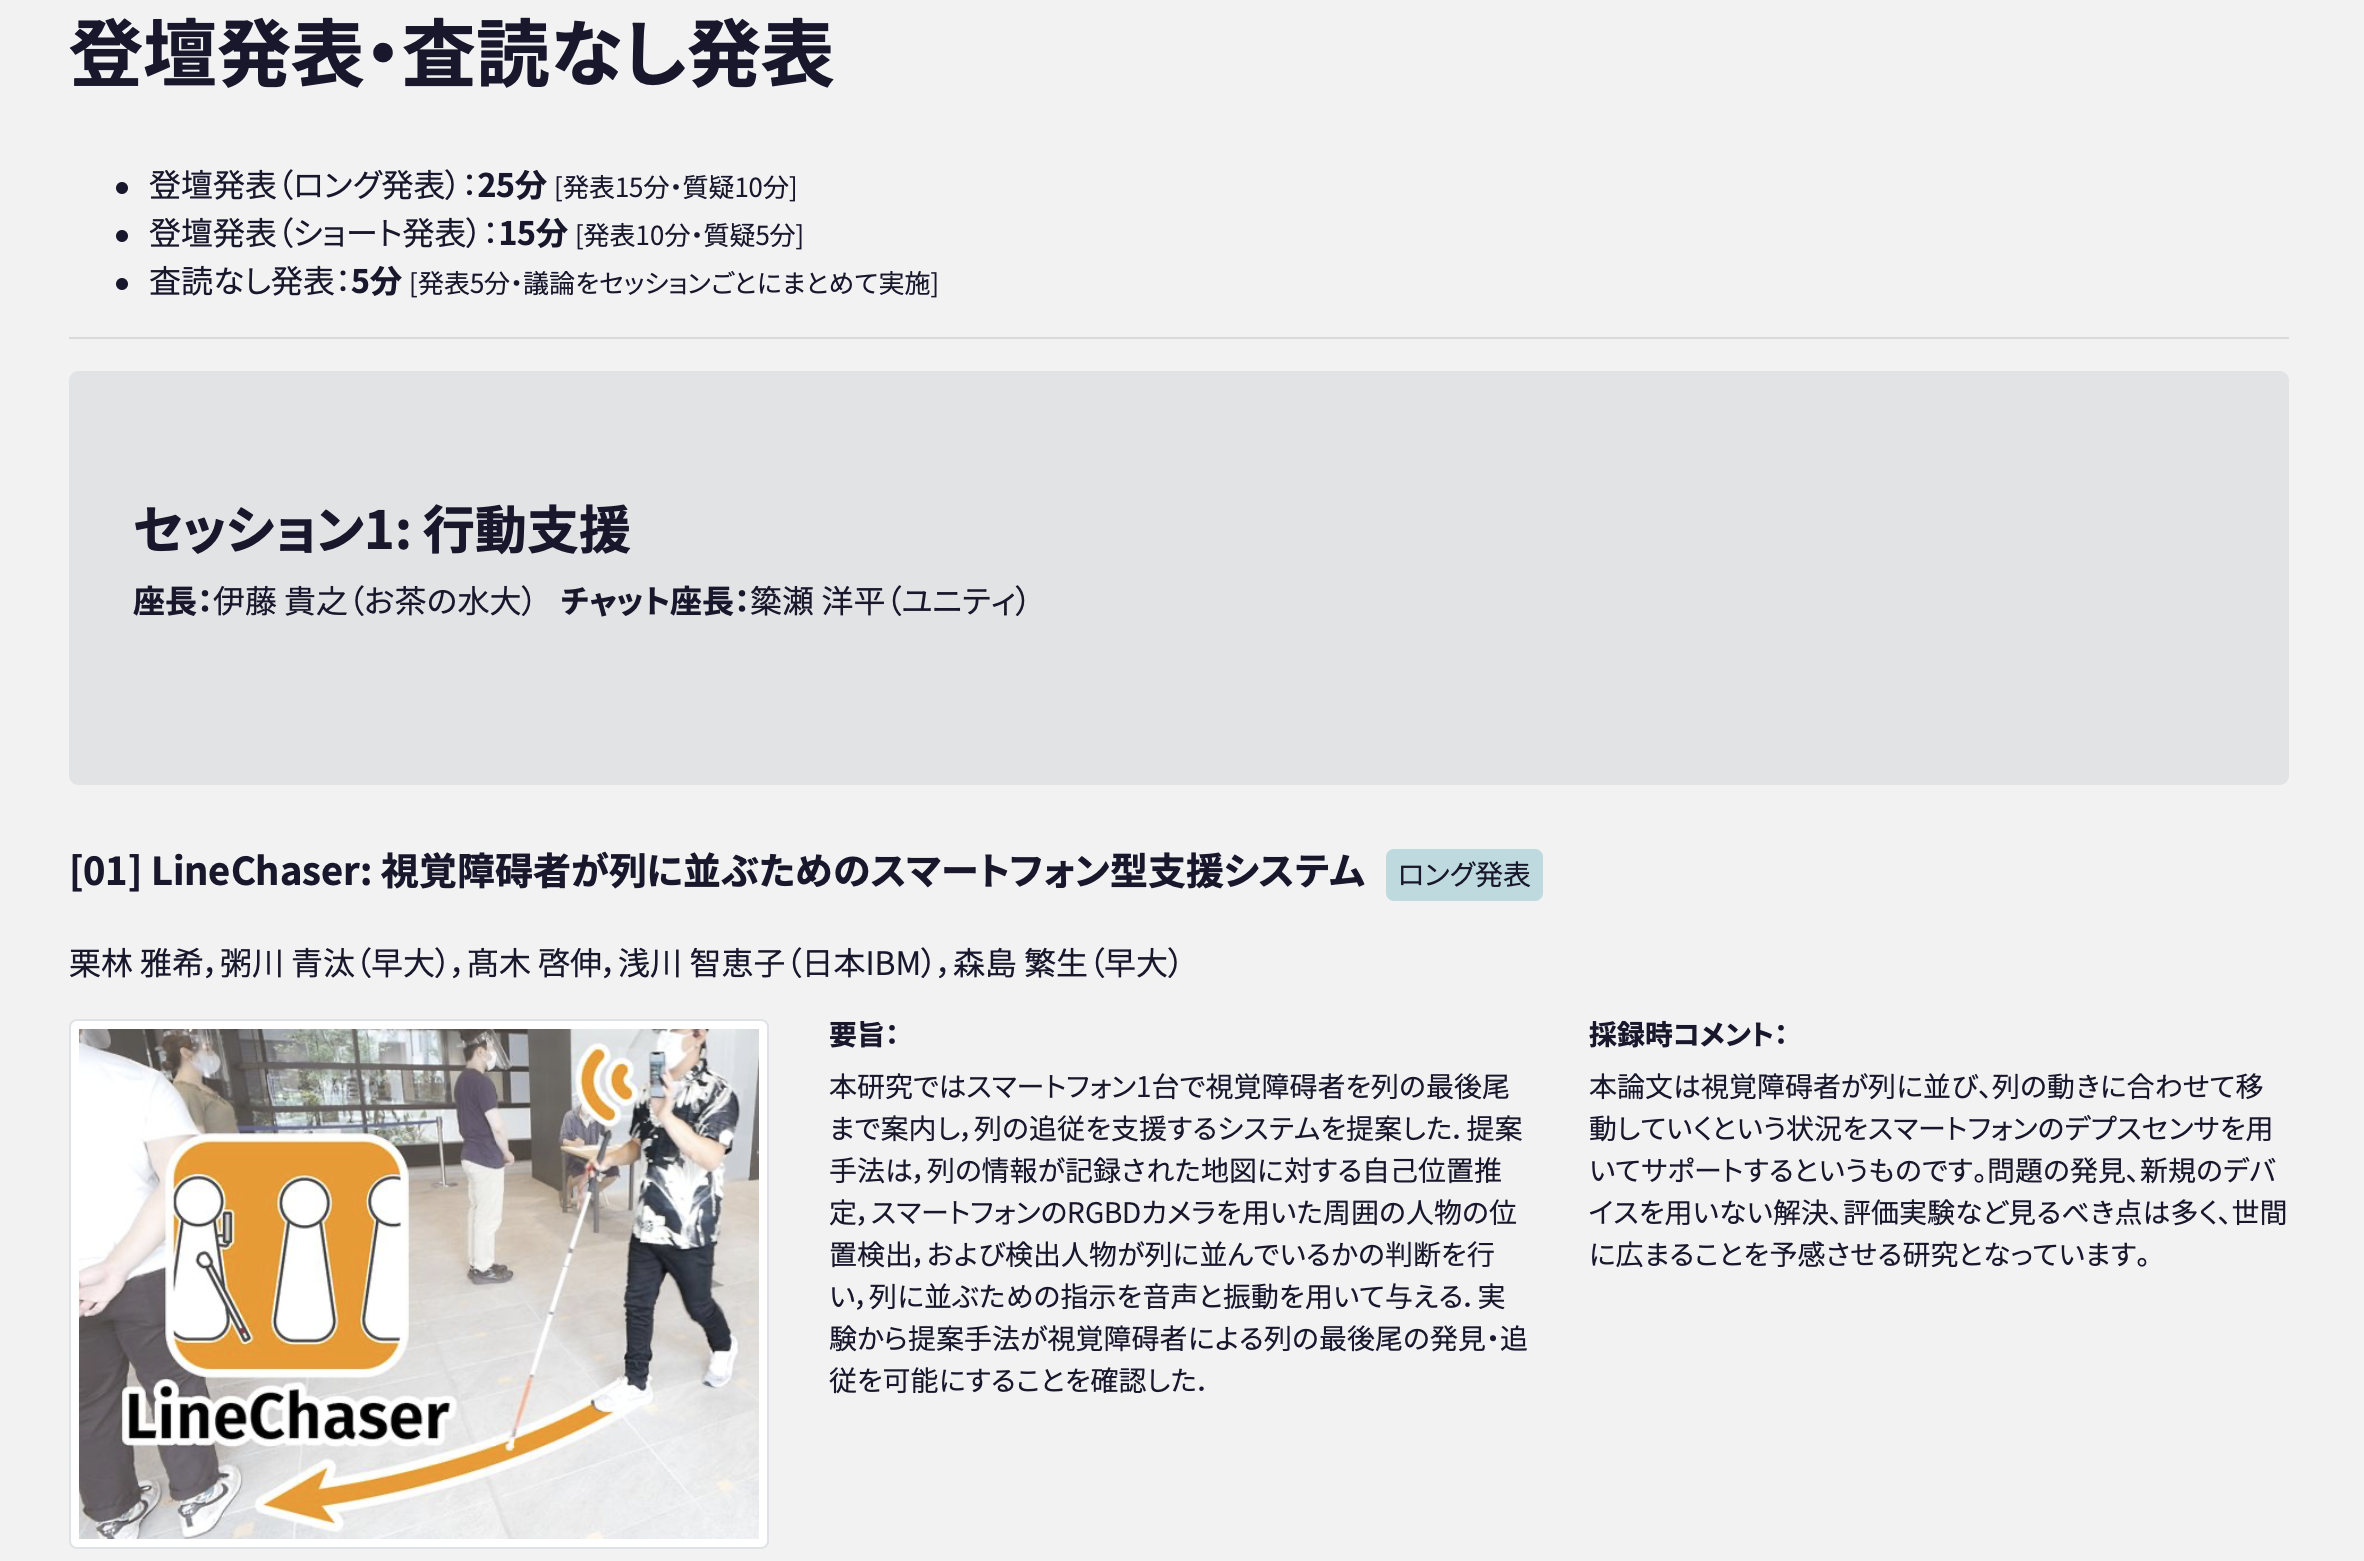 登壇発表・査読なし発表
登壇発表（ロング発表）：25分 [発表15分・質疑10分]
登壇発表（ショート発表）：15分 [発表10分・質疑5分]
査読なし発表：5分 [発表5分・議論をセッションごとにまとめて実施]
セッション1: 行動支援
座長：伊藤 貴之（お茶の水大） チャット座長：簗瀬 洋平（ユニティ）
[01] LineChaser: 視覚障碍者が列に並ぶためのスマートフォン型支援システム ロング発表
栗林 雅希，粥川 青汰（早大），髙木 啓伸，浅川 智恵子（日本IBM），森島 繁生（早大）
LineChaser
要旨：
本研究ではスマートフォン1台で視覚障碍者を列の最後尾
まで案内し，列の追従を支援するシステムを提案した．提案
手法は，列の情報が記録された地図に対する自己位置推
定，スマートフォンのRGBDカメラを用いた周囲の人物の位
置検出，および検出人物が列に並んでいるかの判断を行
い，列に並ぶための指示を音声と振動を用いて与える．実
験から提案手法が視覚障碍者による列の最後尾の発見・追
従を可能にすることを確認した．
採録時コメント：
本論文は視覚障碍者が列に並び、列の動きに合わせて移
動していくという状況をスマートフォンのデプスセンサを用
いてサポートするというものです。問題の発見、新規のデバ
イスを用いない解決、評価実験など見るべき点は多く、世間
に広まることを予感させる研究となっています。